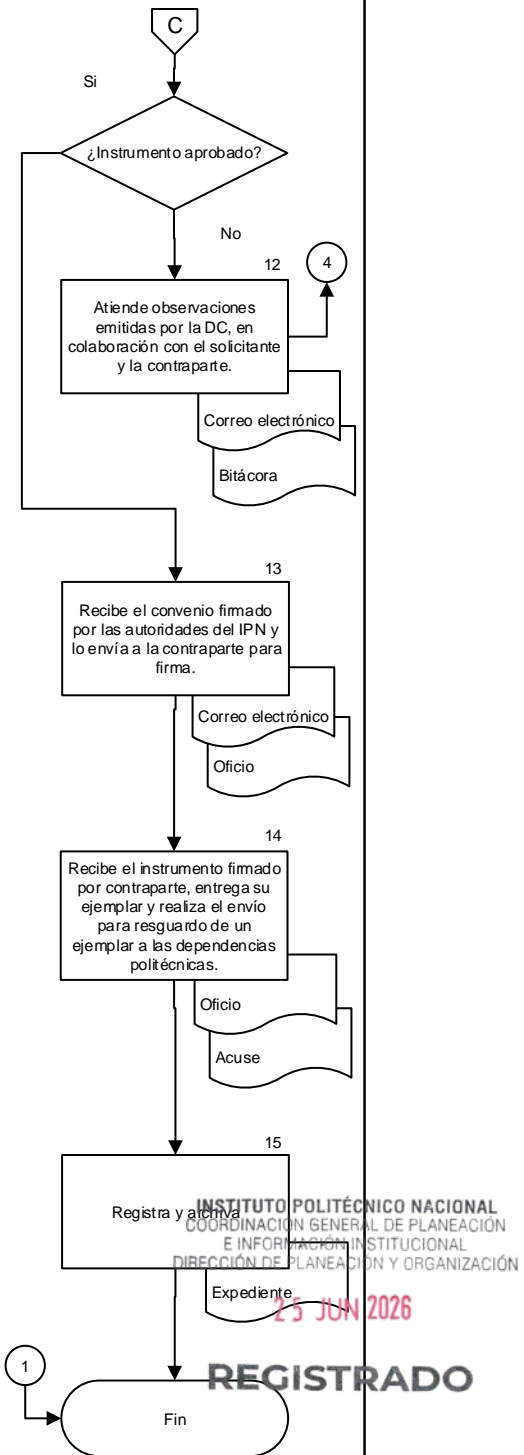 C
Si
¿Instrumento aprobado?
No
12
4
Atiende observaciones
emitidas por la DC, en
colaboración con el solicitante
y la contraparte.
Correo electrónico
Bitácora
13
Recibe el convenio firmado
por las autoridades del IPN y
lo envía a la contraparte para
firma.
Correo electrónico
Oficio
14
Recibe el instrumento firmado
por contraparte, entrega su
ejemplar y realiza el envío
para resguardo de un
ejemplar a las dependencias
politécnicas.
Oficio
Acuse
15
Registra y archiva
INSTITUTO POLITÉCNICO NACIONAL
COORDINACIÓN GENERAL DE PLANEACIÓN
E INFORMACIÓN INSTITUCIONAL
DIRECCIÓN DE PLANEACIÓN Y ORGANIZACIÓN
Expediente
25 JUN 2026
REGISTRADO
1
Fin